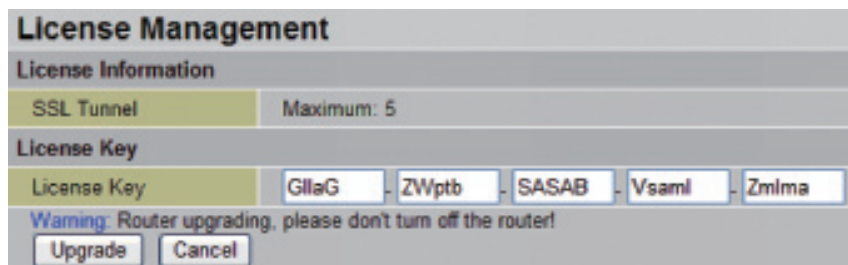 License Management
License Information
SSL Tunnel Maximum: 5
License Key
License Key GllaG - ZWptb - SASAB - Vsaml - Zmlma
Warning: Router upgrading, please don't turn off the router!
Upgrade Cancel